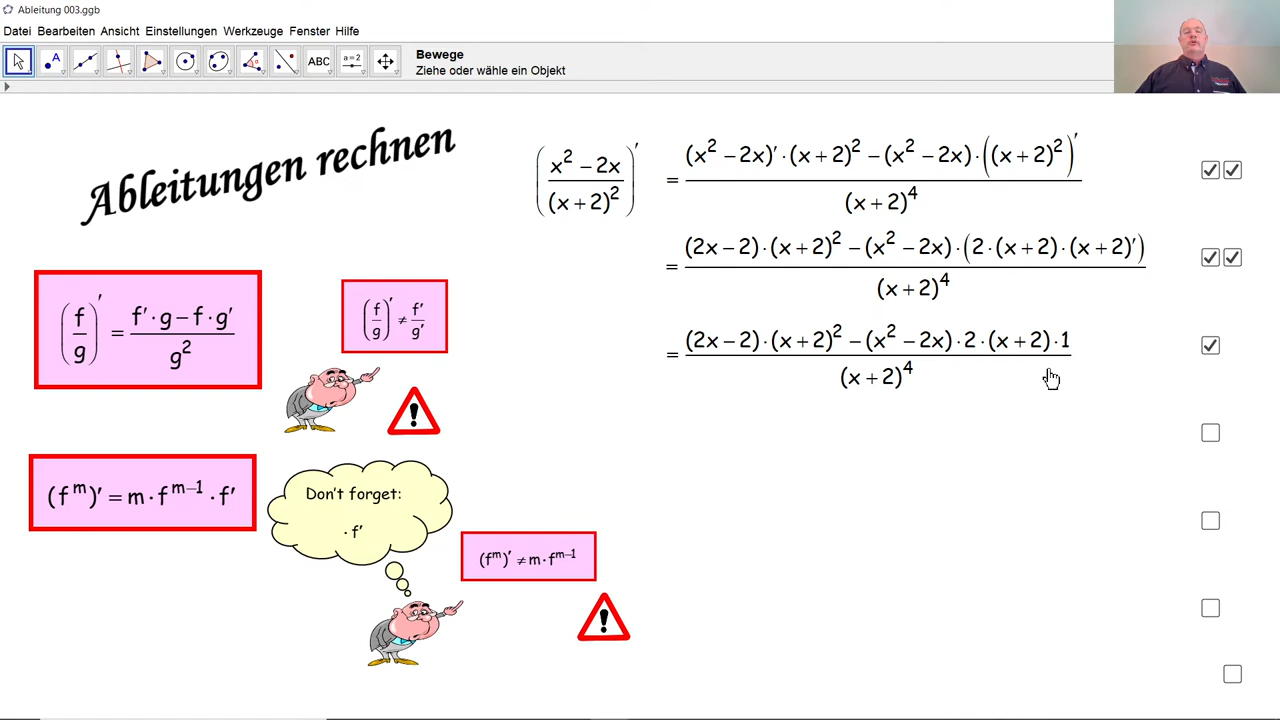 Ableitung 003.ggb
Datei Bearbeiten Ansicht Einstellungen Werkzeuge Fenster Hilfe
A
ABC
a=2
Bewege
Ziehe oder wähle ein Objekt
Ableitungen rechnen
((x² − 2x)/(x + 2)²)′ = ((x² − 2x)′ · (x + 2)² − (x² − 2x) · ((x + 2)²)′)/(x + 2)⁴
= ((2x − 2) · (x + 2)² − (x² − 2x) · (2 · (x + 2) · (x + 2)′))/(x + 2)⁴
= ((2x − 2) · (x + 2)² − (x² − 2x) · 2 · (x + 2) · 1)/(x + 2)⁴
(f/g)′ = (f′ · g − f · g′)/g²
(f/g)′ ≠ f′/g′
!
(fᵐ)′ = m · fᵐ⁻¹ · f′
Don't forget:
· f′
(fᵐ)′ ≠ m · fᵐ⁻¹
!